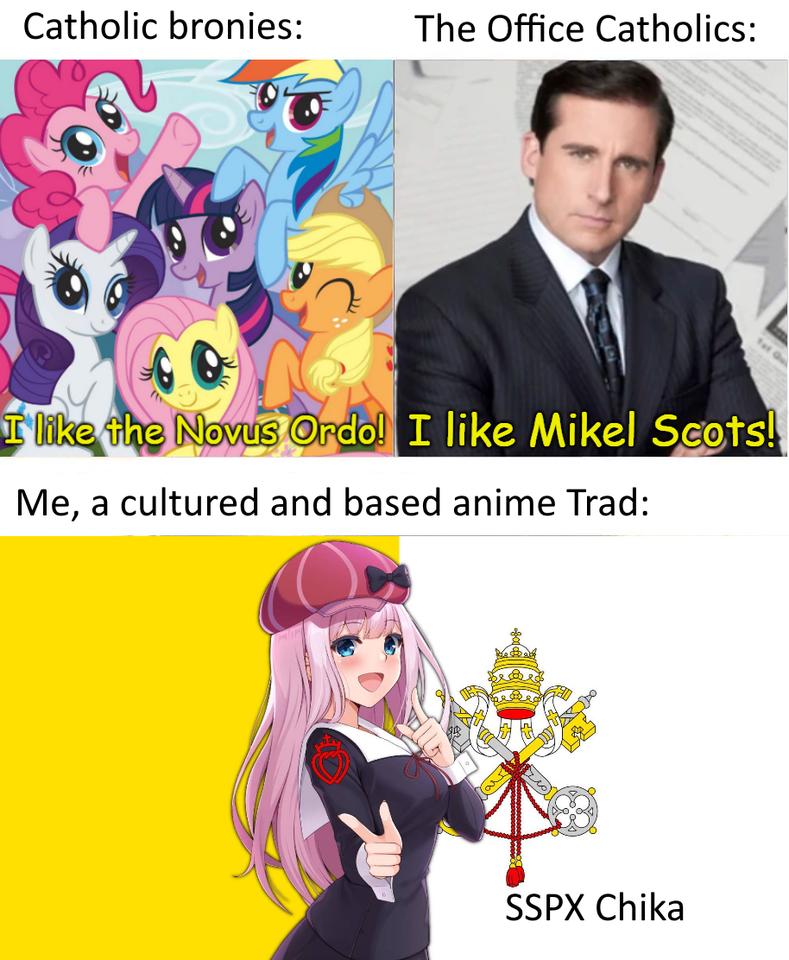 Catholic bronies:
The Office Catholics:
I like the Novus Ordo!
I like Mikel Scots!
Me, a cultured and based anime Trad:
SSPX Chika